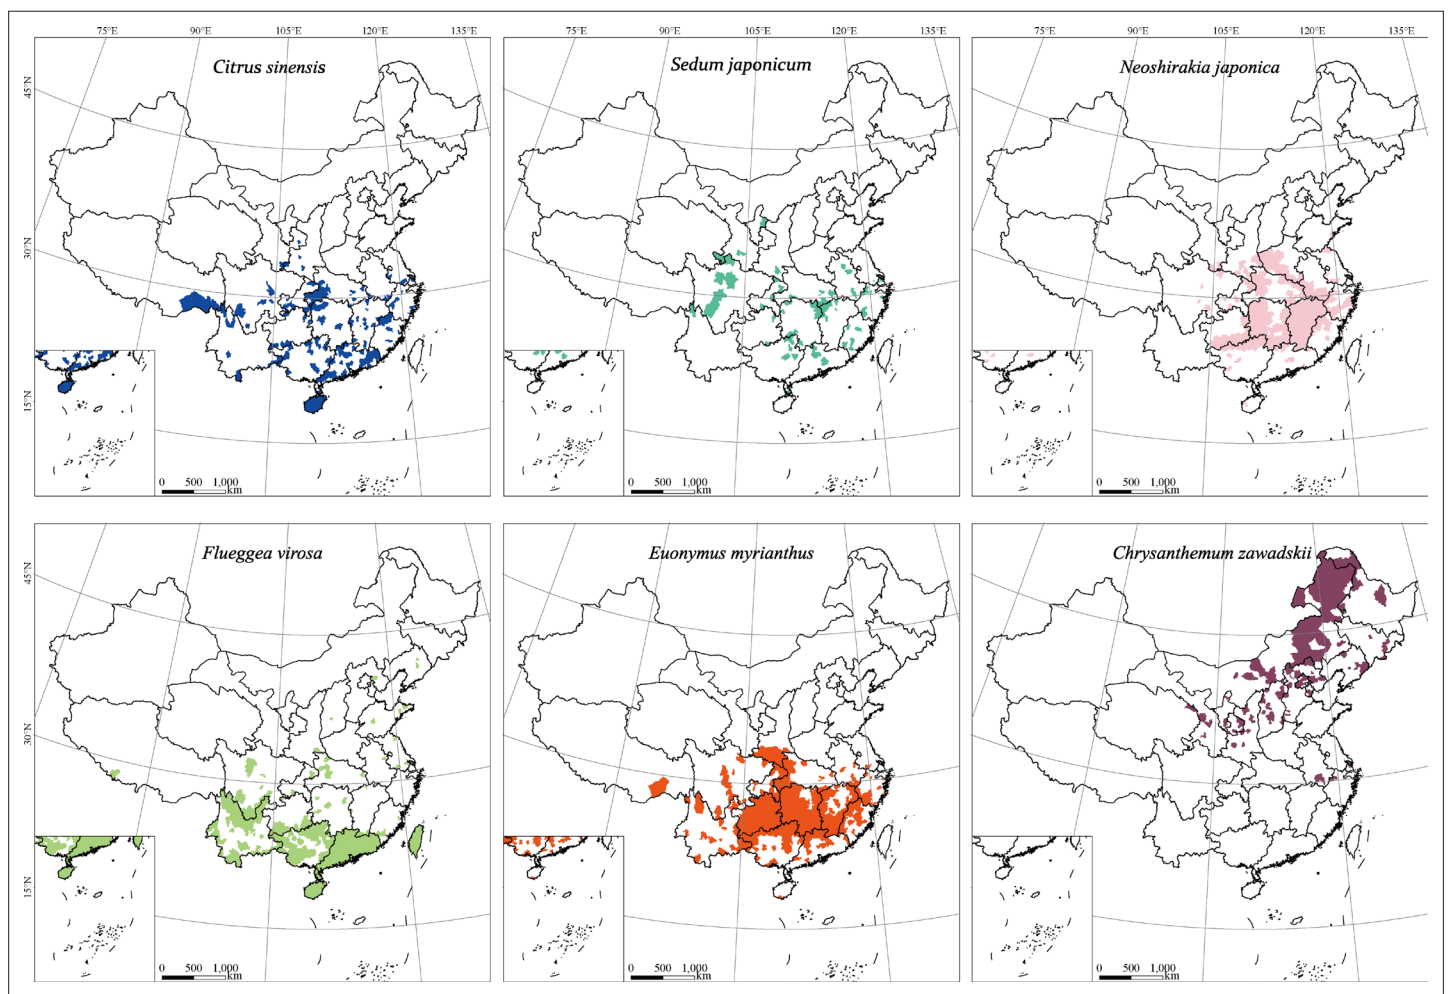 75°E 90°E 105°E 120°E 135°E 75°E 90°E 105°E 120°E 135°E 75°E 90°E 105°E 120°E 135°E
Citrus sinensis
Sedum japonicum
Neoshirakia japonica
45°N
30°N
15°N
0 500 1,000
km
0 500 1,000
km
0 500 1,000
km
Flueggea virosa
Euonymus myrianthus
Chrysanthemum zawadskii
45°N
30°N
15°N
0 500 1,000
km
0 500 1,000
km
0 500 1,000
km